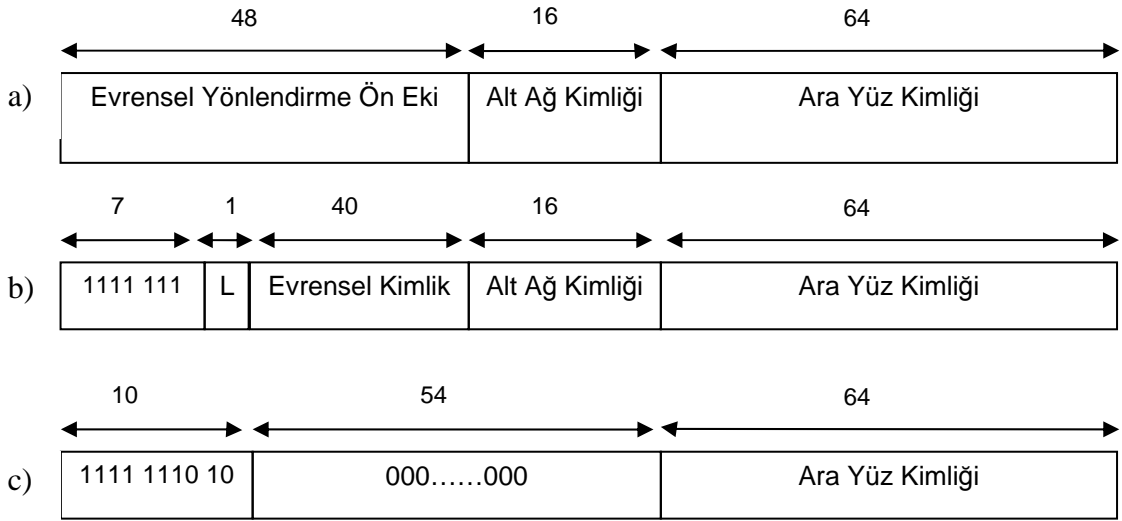 48 16 64
a) Evrensel Yönlendirme Ön Eki Alt Ağ Kimliği Ara Yüz Kimliği
7 1 40 16 64
b) 1111 111 L Evrensel Kimlik Alt Ağ Kimliği Ara Yüz Kimliği
10 54 64
c) 1111 1110 10 000……000 Ara Yüz Kimliği